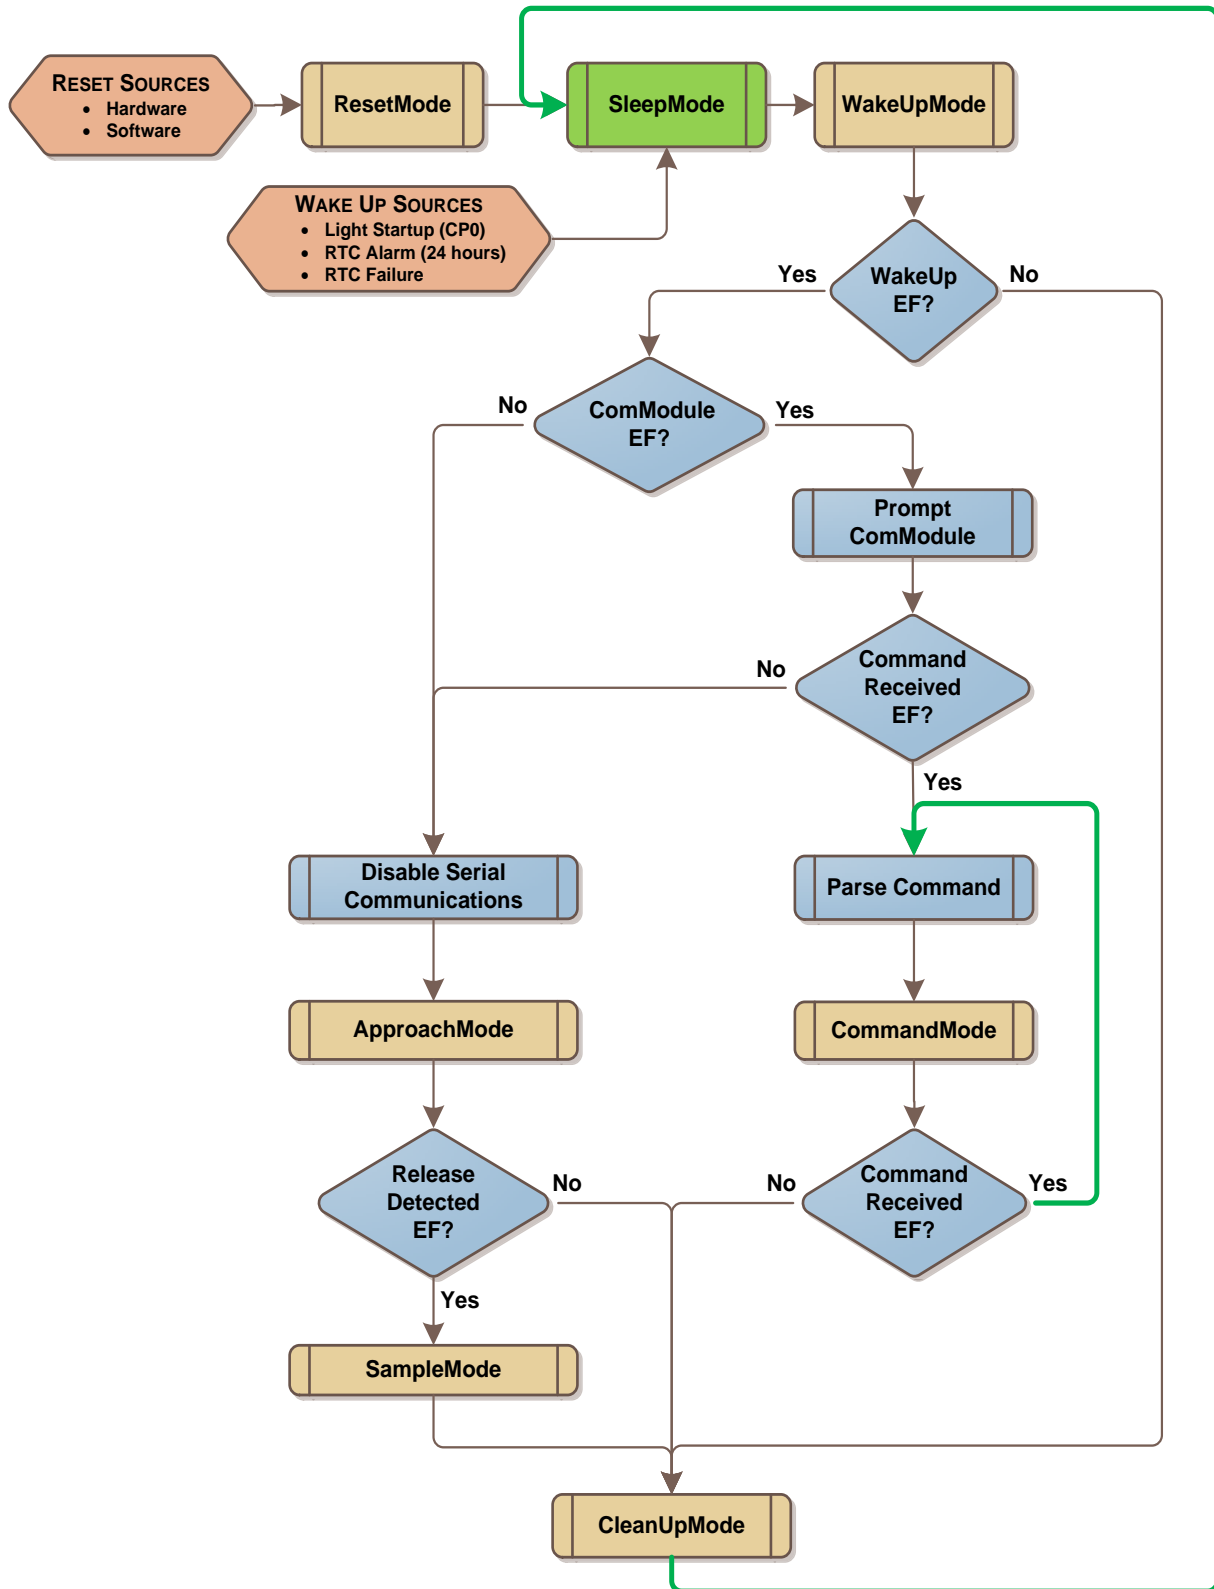 RESET SOURCES
• Hardware
• Software
ResetMode
SleepMode
WakeUpMode
WAKE UP SOURCES
• Light Startup (CP0)
• RTC Alarm (24 hours)
• RTC Failure
Yes
WakeUp
EF?
No
No
ComModule
EF?
Yes
Prompt
ComModule
No
Command
Received
EF?
Yes
Disable Serial
Communications
Parse Command
ApproachMode
CommandMode
Release
Detected
EF?
No
No
Command
Received
EF?
Yes
Yes
SampleMode
CleanUpMode